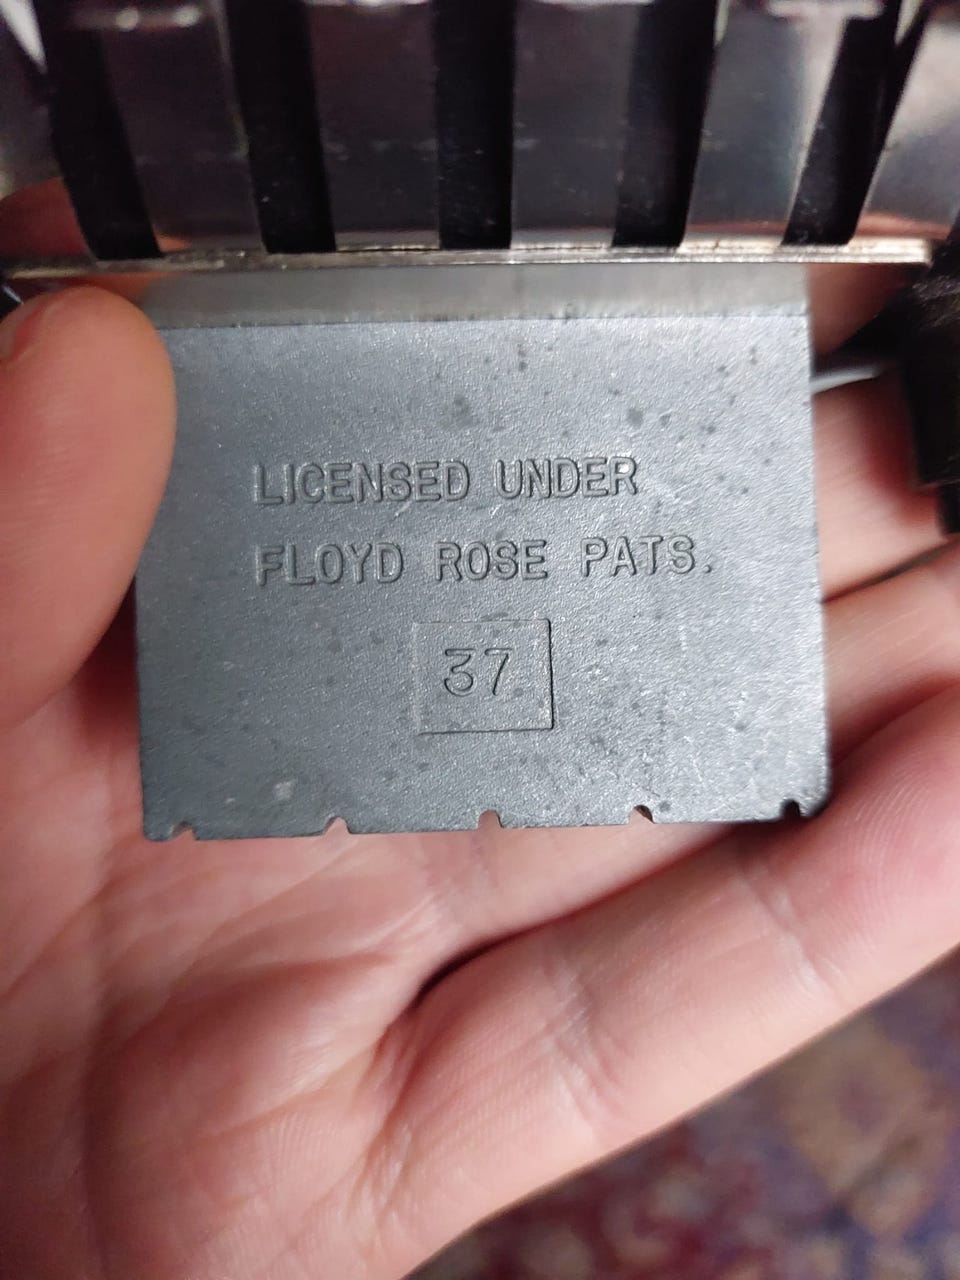 LICENSED UNDER
FLOYD ROSE PATS.
37